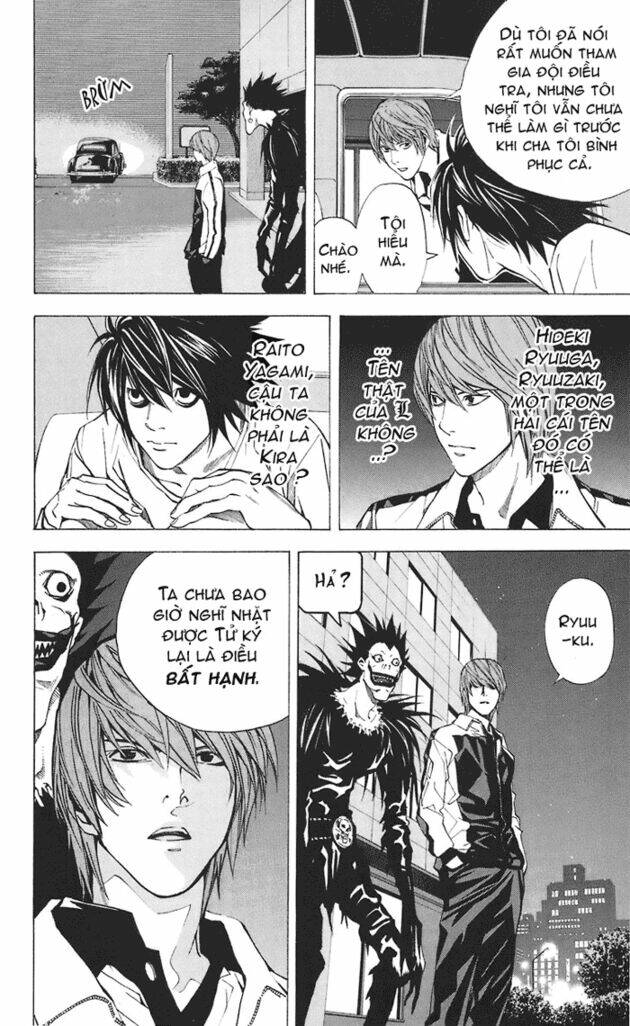 DÙ TÔI ĐÃ NÓI
RẤT MUỐN THAM
GIA ĐỘI ĐIỀU
TRA, NHƯNG TÔI
NGHĨ TÔI VẪN CHƯA
THỂ LÀM GÌ TRƯỚC
KHI CHA TÔI BÌNH
PHỤC CẢ.
TÔI
HIỂU
MÀ.
CHÀO
NHÉ.
BRỪM
HIDEKI
RYUUGA,
RYUUZAKI,
MỘT TRONG
HAI CÁI TÊN
ĐÓ CÓ
THỂ LÀ
...
...
TÊN
THẬT
CỦA L
KHÔNG
...?
RAITO
YAGAMI,
CẬU TA
KHÔNG
PHẢI LÀ
KIRA
SAO ?
RYUU
-KU.
HẢ?
TA CHƯA BAO
GIỜ NGHĨ NHẶT
ĐƯỢC TỬ KÝ
LẠI LÀ ĐIỀU
BẤT HẠNH.